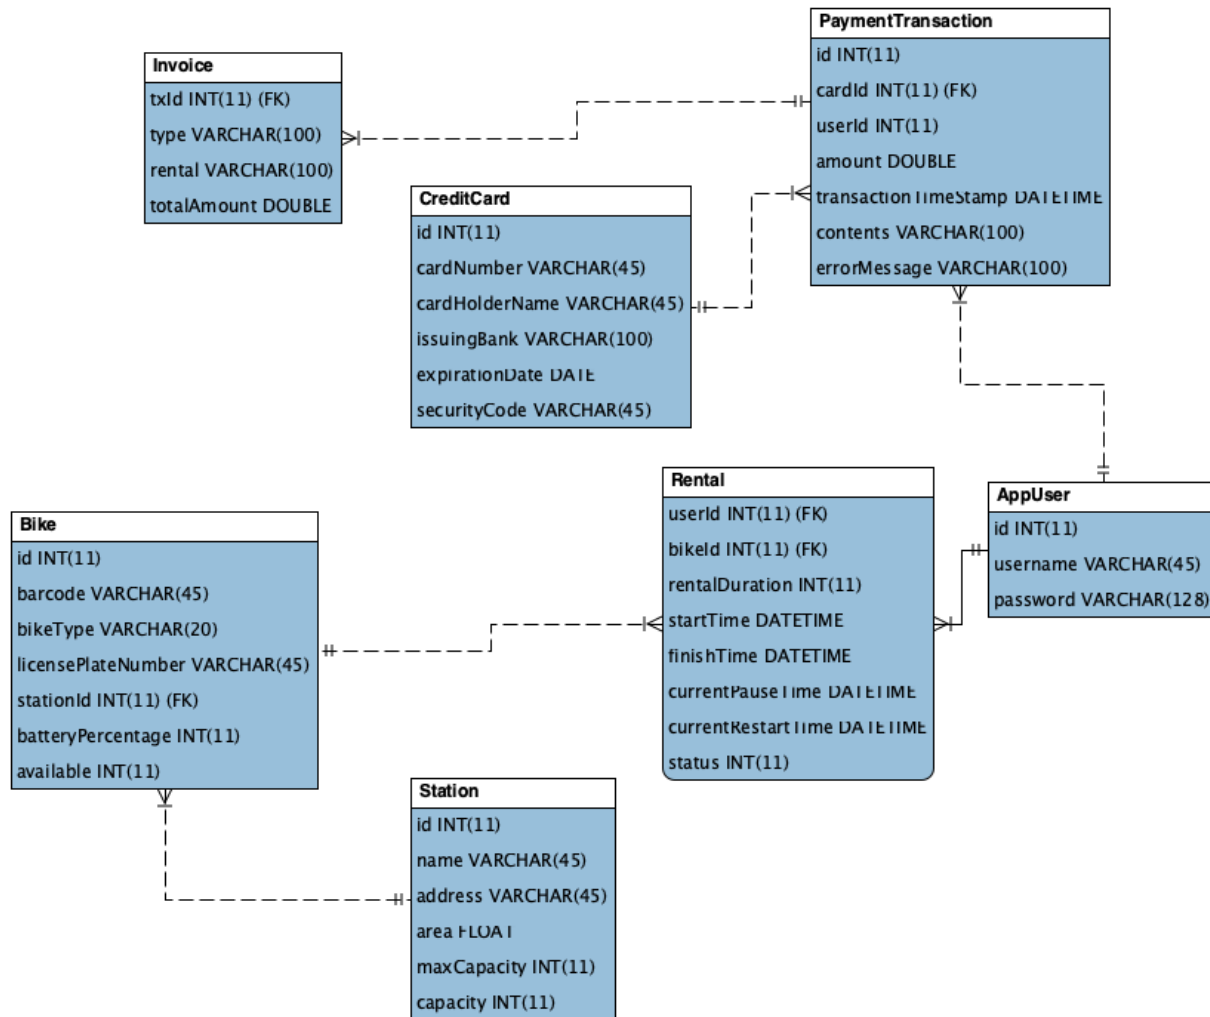 PaymentTransaction
id INT(11)
cardId INT(11) (FK)
userId INT(11)
amount DOUBLE
transactionTimeStamp DATETIME
contents VARCHAR(100)
errorMessage VARCHAR(100)
Invoice
txId INT(11) (FK)
type VARCHAR(100)
rental VARCHAR(100)
totalAmount DOUBLE
CreditCard
id INT(11)
cardNumber VARCHAR(45)
cardHolderName VARCHAR(45)
issuingBank VARCHAR(100)
expirationDate DATE
securityCode VARCHAR(45)
Rental
userId INT(11) (FK)
bikeId INT(11) (FK)
rentalDuration INT(11)
startTime DATETIME
finishTime DATETIME
currentPauseTime DATETIME
currentRestartTime DATETIME
status INT(11)
AppUser
id INT(11)
username VARCHAR(45)
password VARCHAR(128)
Bike
id INT(11)
barcode VARCHAR(45)
bikeType VARCHAR(20)
licensePlateNumber VARCHAR(45)
stationId INT(11) (FK)
batteryPercentage INT(11)
available INT(11)
Station
id INT(11)
name VARCHAR(45)
address VARCHAR(45)
area FLOAT
maxCapacity INT(11)
capacity INT(11)